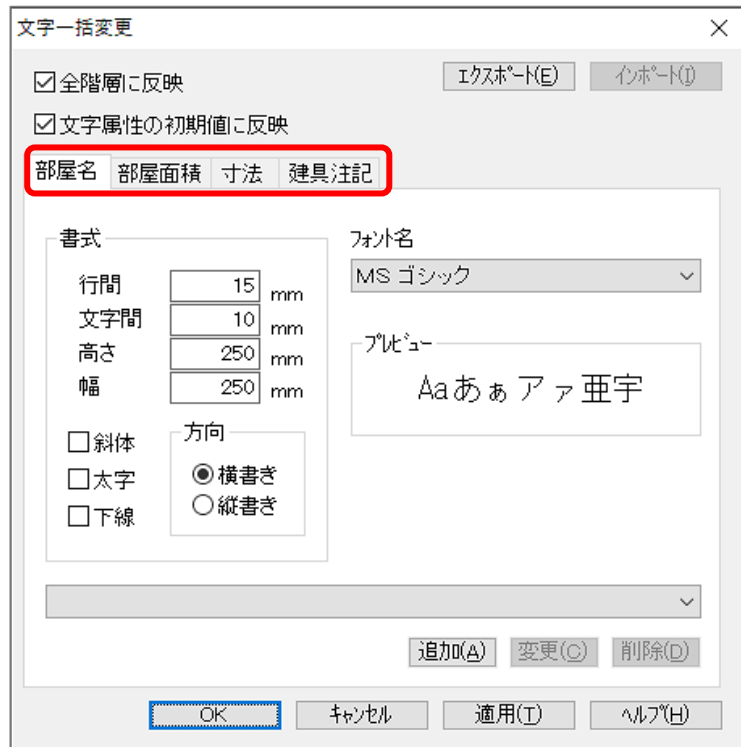 文字一括変更
全階層に反映
エクスポート(E)
インポート(I)
文字属性の初期値に反映
部屋名 部屋面積 寸法 建具注記
書式
行間 15 mm
文字間 10 mm
高さ 250 mm
幅 250 mm
斜体
太字
下線
方向
横書き
縦書き
フォント名
MS ゴシック
プレビュー
Aaあぁアァ亜宇
追加(A) 変更(C) 削除(D)
OK キャンセル 適用(T) ヘルプ(H)